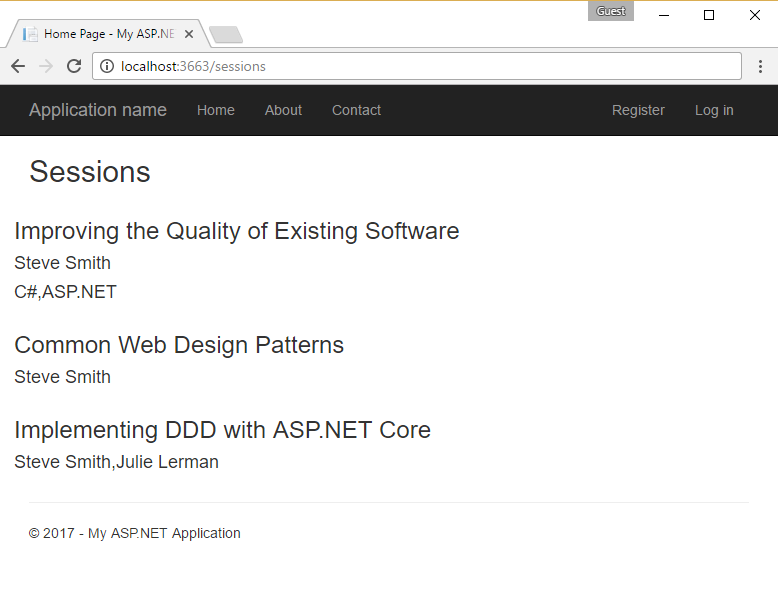 Guest
Home Page - My ASP.NE
localhost:3663/sessions
Application name Home About Contact Register Log in
Sessions
Improving the Quality of Existing Software
Steve Smith
C#,ASP.NET
Common Web Design Patterns
Steve Smith
Implementing DDD with ASP.NET Core
Steve Smith,Julie Lerman
© 2017 - My ASP.NET Application